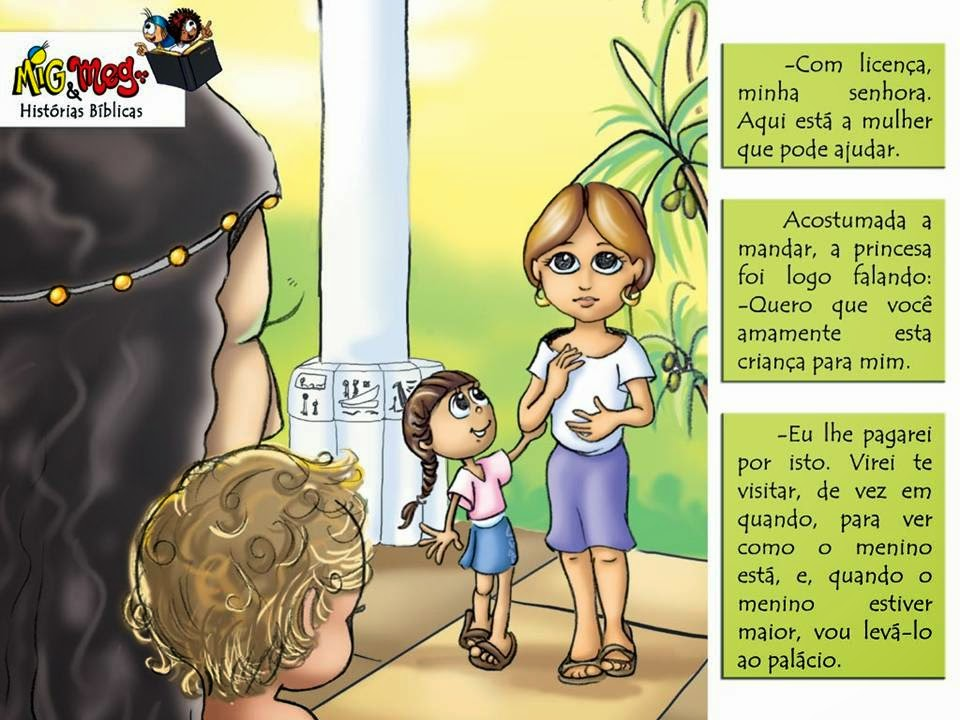 MiG & Meg
Histórias Bíblicas
-Com licença,
minha senhora.
Aqui está a mulher
que pode ajudar.
Acostumada a
mandar, a princesa
foi logo falando:
-Quero que você
amamente esta
criança para mim.
-Eu lhe pagarei
por isto. Virei te
visitar, de vez em
quando, para ver
como o menino
está, e, quando o
menino estiver
maior, vou levá-lo
ao palácio.